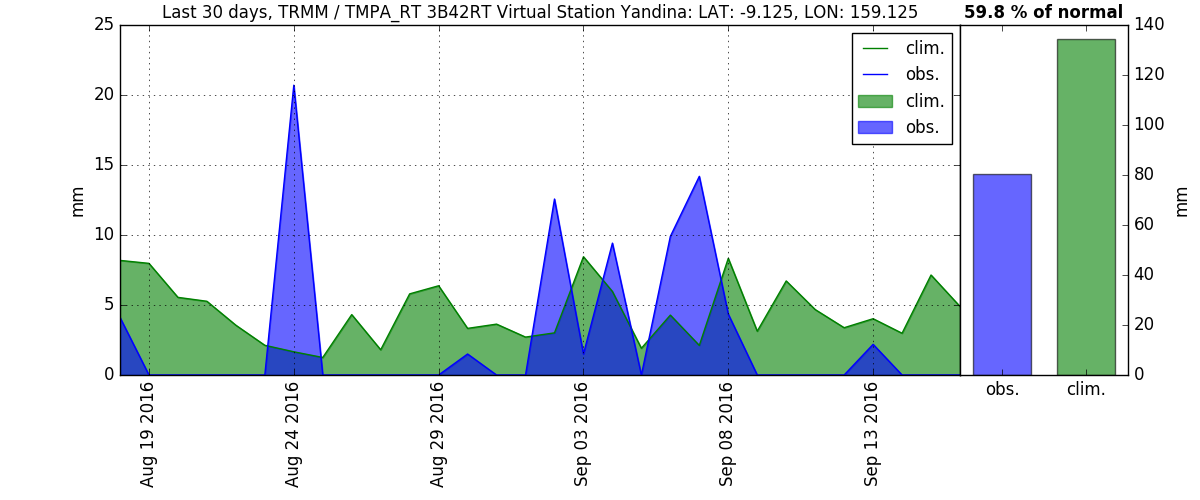 Last 30 days, TRMM / TMPA_RT 3B42RT Virtual Station Yandina: LAT: -9.125, LON: 159.125
59.8 % of normal
25
20
15
10
5
0
mm
clim.
obs.
clim.
obs.
Aug 19 2016
Aug 24 2016
Aug 29 2016
Sep 03 2016
Sep 08 2016
Sep 13 2016
140
120
100
80
60
40
20
0
mm
obs.
clim.